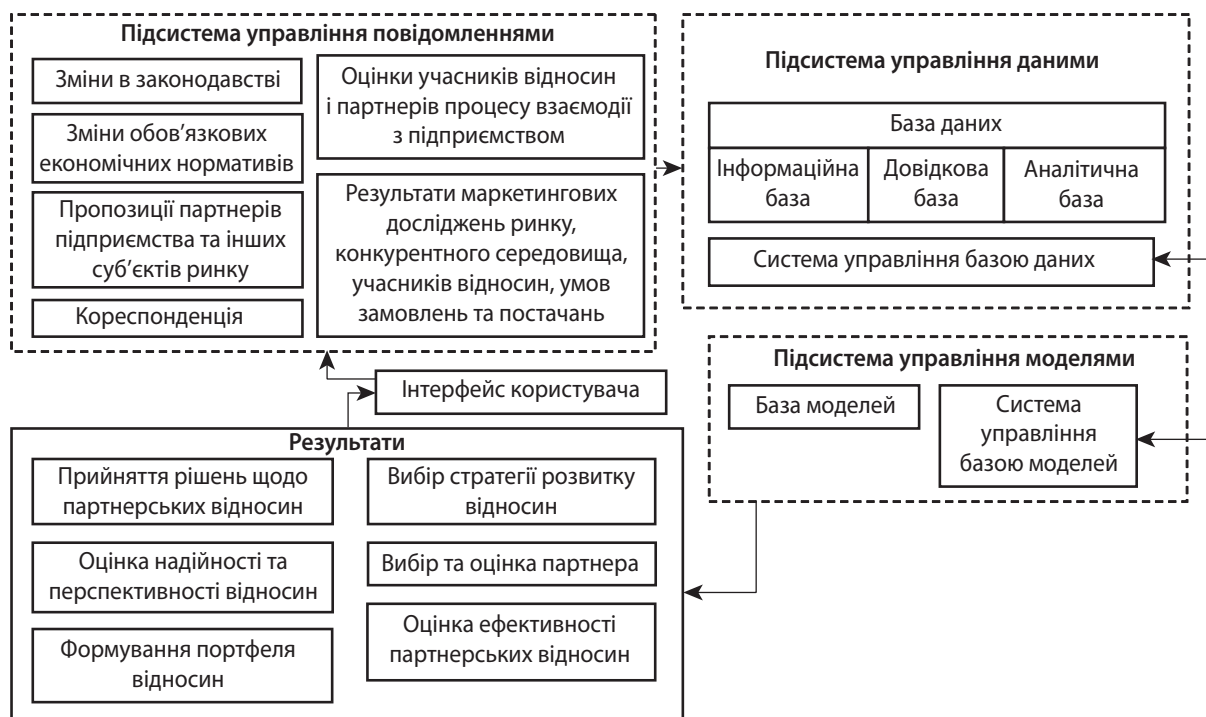 Підсистема управління повідомленнями
Зміни в законодавстві
Зміни обов’язкових
економічних нормативів
Пропозиції партнерів
підприємства та інших
суб’єктів ринку
Кореспонденція
Оцінки учасників відносин
і партнерів процесу взаємодії
з підприємством
Результати маркетингових
досліджень ринку,
конкурентного середовища,
учасників відносин, умов
замовлень та постачань
Підсистема управління даними
База даних
Інформаційна
база
Довідкова
база
Аналітична
база
Система управління базою даних
Підсистема управління моделями
База моделей
Система
управління
базою моделей
Інтерфейс користувача
Результати
Прийняття рішень щодо
партнерських відносин
Оцінка надійності та
перспективності відносин
Формування портфеля
відносин
Вибір стратегії розвитку
відносин
Вибір та оцінка партнера
Оцінка ефективності
партнерських відносин